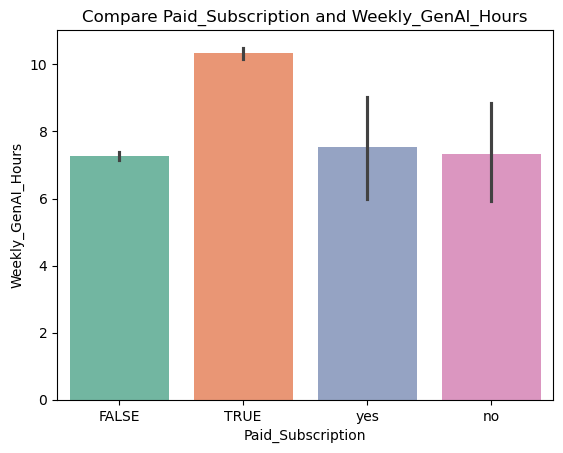 Compare Paid_Subscription and Weekly_GenAI_Hours
Weekly_GenAI_Hours
10
8
6
4
2
0
FALSE TRUE yes no
Paid_Subscription